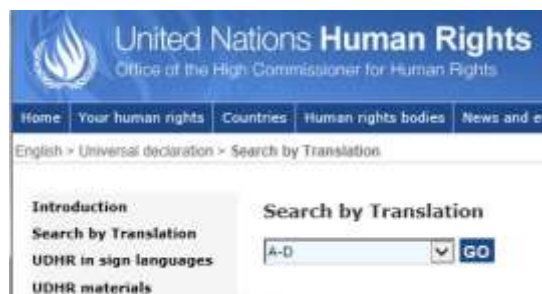 United Nations Human Rights
Office of the High Commissioner for Human Rights
Home Your human rights Countries Human rights bodies News and e
English > Universal declaration > Search by Translation
Introduction
Search by Translation
UDHR in sign languages
UDHR materials
Search by Translation
A-D GO